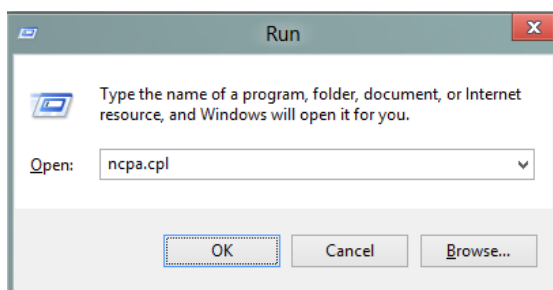 Run
Type the name of a program, folder, document, or Internet
resource, and Windows will open it for you.
Open:
ncpa.cpl
OK
Cancel
Browse...